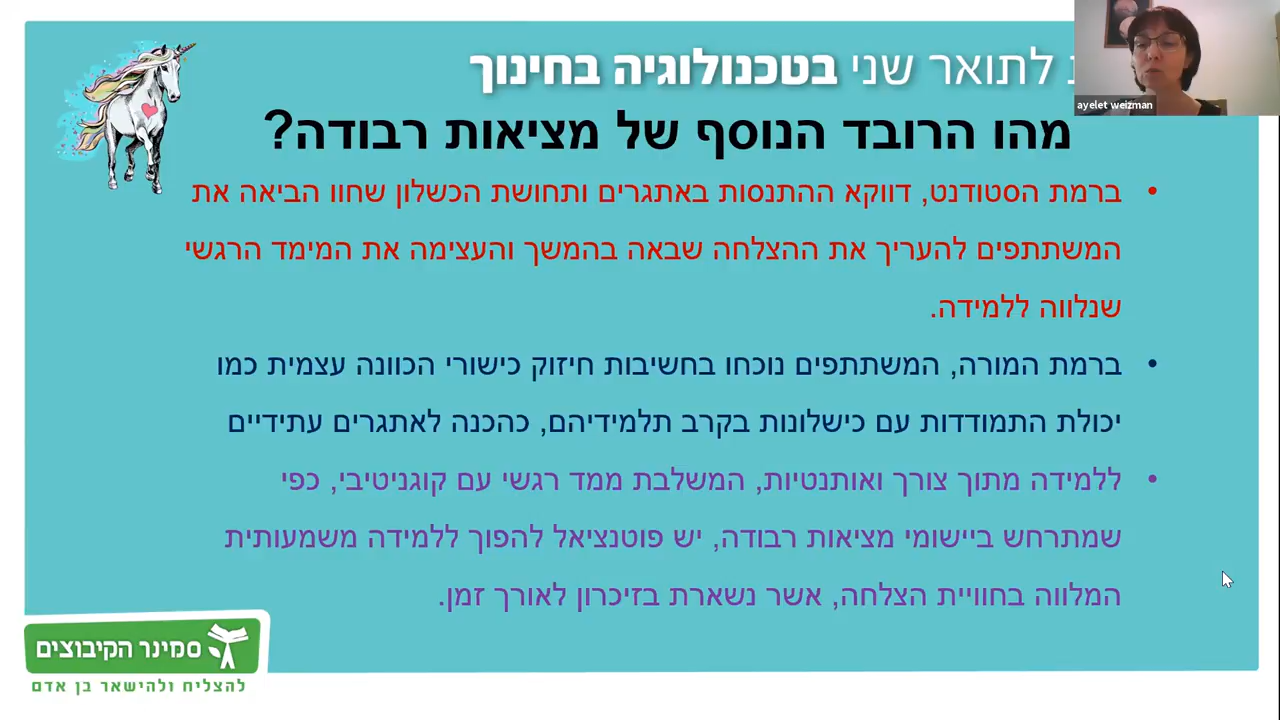 לתואר שני בטכנולוגיה בחינוך
ayelet weizman
מהו הרובד הנוסף של מציאות רבודה?
• ברמת הסטודנט, דווקא ההתנסות באתגרים ותחושת הכשלון שחוו הביאה את
המשתתפים להעריך את ההצלחה שבאה בהמשך והעצימה את המימד הרגשי
שנלווה ללמידה.
• ברמת המורה, המשתתפים נוכחו בחשיבות חיזוק כישורי הכוונה עצמית כמו
יכולת התמודדות עם כישלונות בקרב תלמידיהם, כהכנה לאתגרים עתידיים
• ללמידה מתוך צורך ואותנטיות, המשלבת ממד רגשי עם קוגניטיבי, כפי
שמתרחש ביישומי מציאות רבודה, יש פוטנציאל להפוך ללמידה משמעותית
המלווה בחוויית הצלחה, אשר נשארת בזיכרון לאורך זמן.
סמינר הקיבוצים
להצליח ולהישאר בן אדם